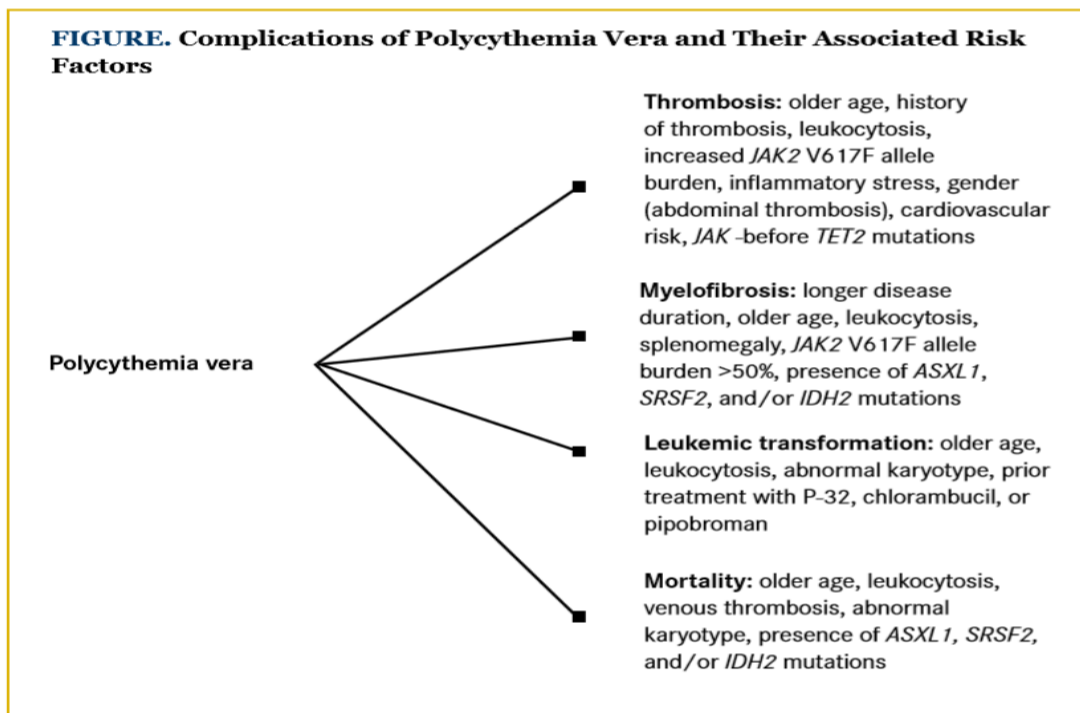 FIGURE. Complications of Polycythemia Vera and Their Associated Risk
Factors
Thrombosis: older age, history
of thrombosis, leukocytosis,
increased JAK2 V617F allele
burden, inflammatory stress, gender
(abdominal thrombosis), cardiovascular
risk, JAK -before TET2 mutations
Myelofibrosis: longer disease
duration, older age, leukocytosis,
splenomegaly, JAK2 V617F allele
burden >50%, presence of ASXL1,
SRSF2, and/or IDH2 mutations
Polycythemia vera
Leukemic transformation: older age,
leukocytosis, abnormal karyotype, prior
treatment with P-32, chlorambucil, or
pipobroman
Mortality: older age, leukocytosis,
venous thrombosis, abnormal
karyotype, presence of ASXL1, SRSF2,
and/or IDH2 mutations